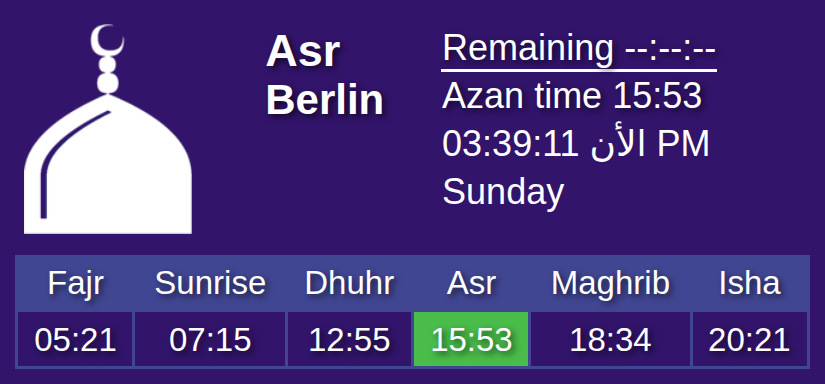 Asr
Berlin
Remaining --:--:--
Azan time 15:53
03:39:11 الأن PM
Sunday
Fajr Sunrise Dhuhr Asr Maghrib Isha
05:21 07:15 12:55 15:53 18:34 20:21